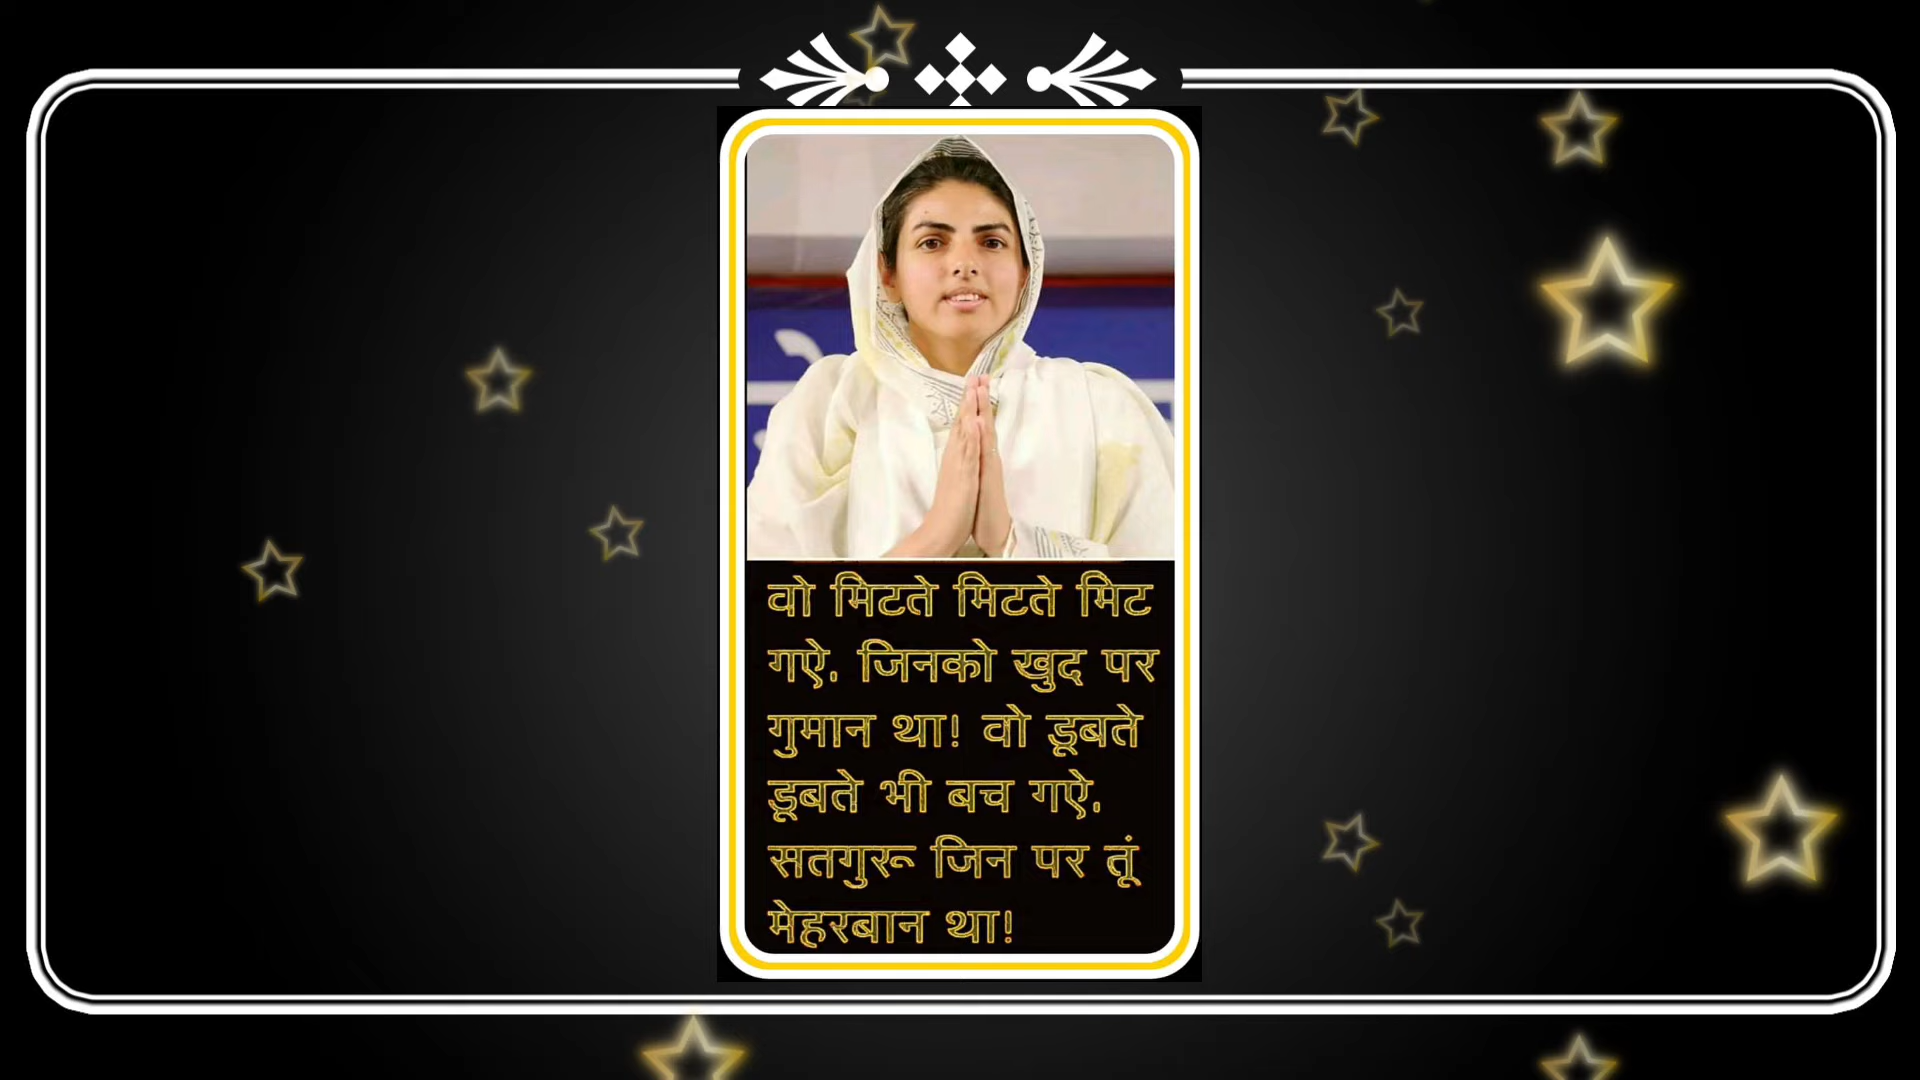 वो मिटते मिटते मिट
गऐ. जिनको खुद पर
गुमान था! वो डूबते
डूबते भी बच गऐ.
सतगुरू जिन पर तूं
मेहरबान था!